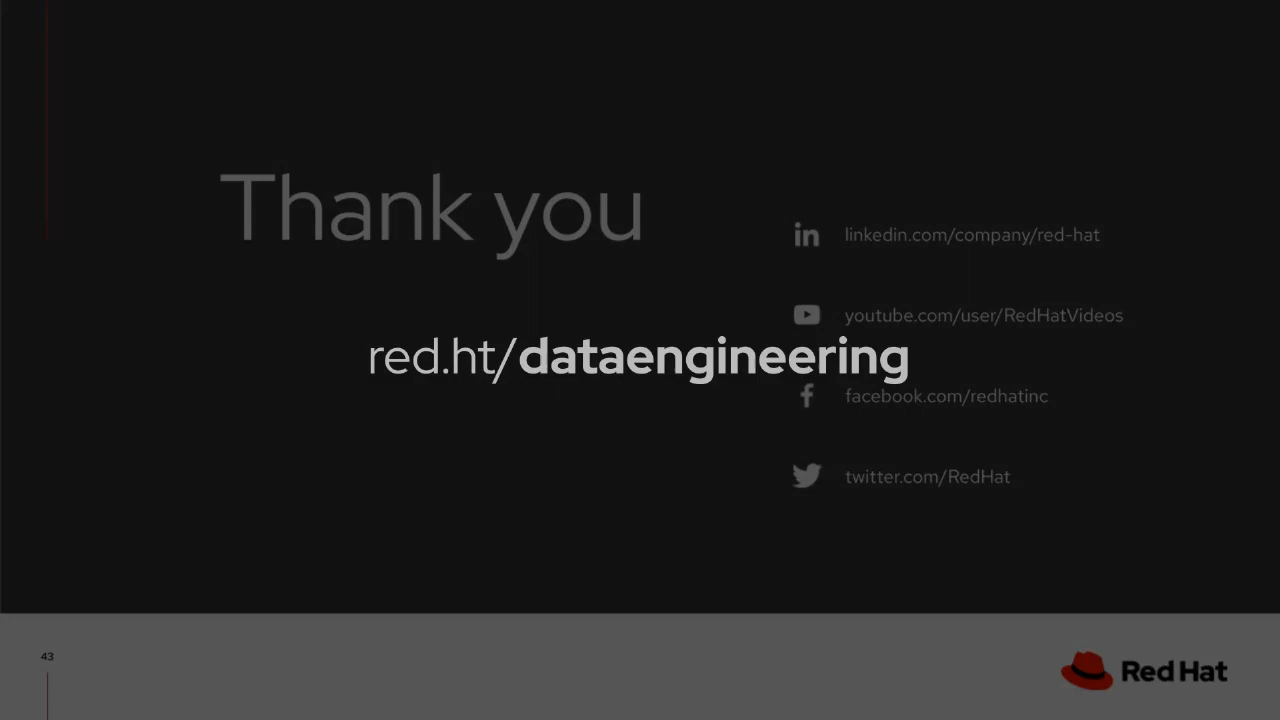 Thank you
linkedin.com/company/red-hat
youtube.com/user/RedHatVideos
red.ht/dataengineering
facebook.com/redhatinc
twitter.com/RedHat
43
Red Hat